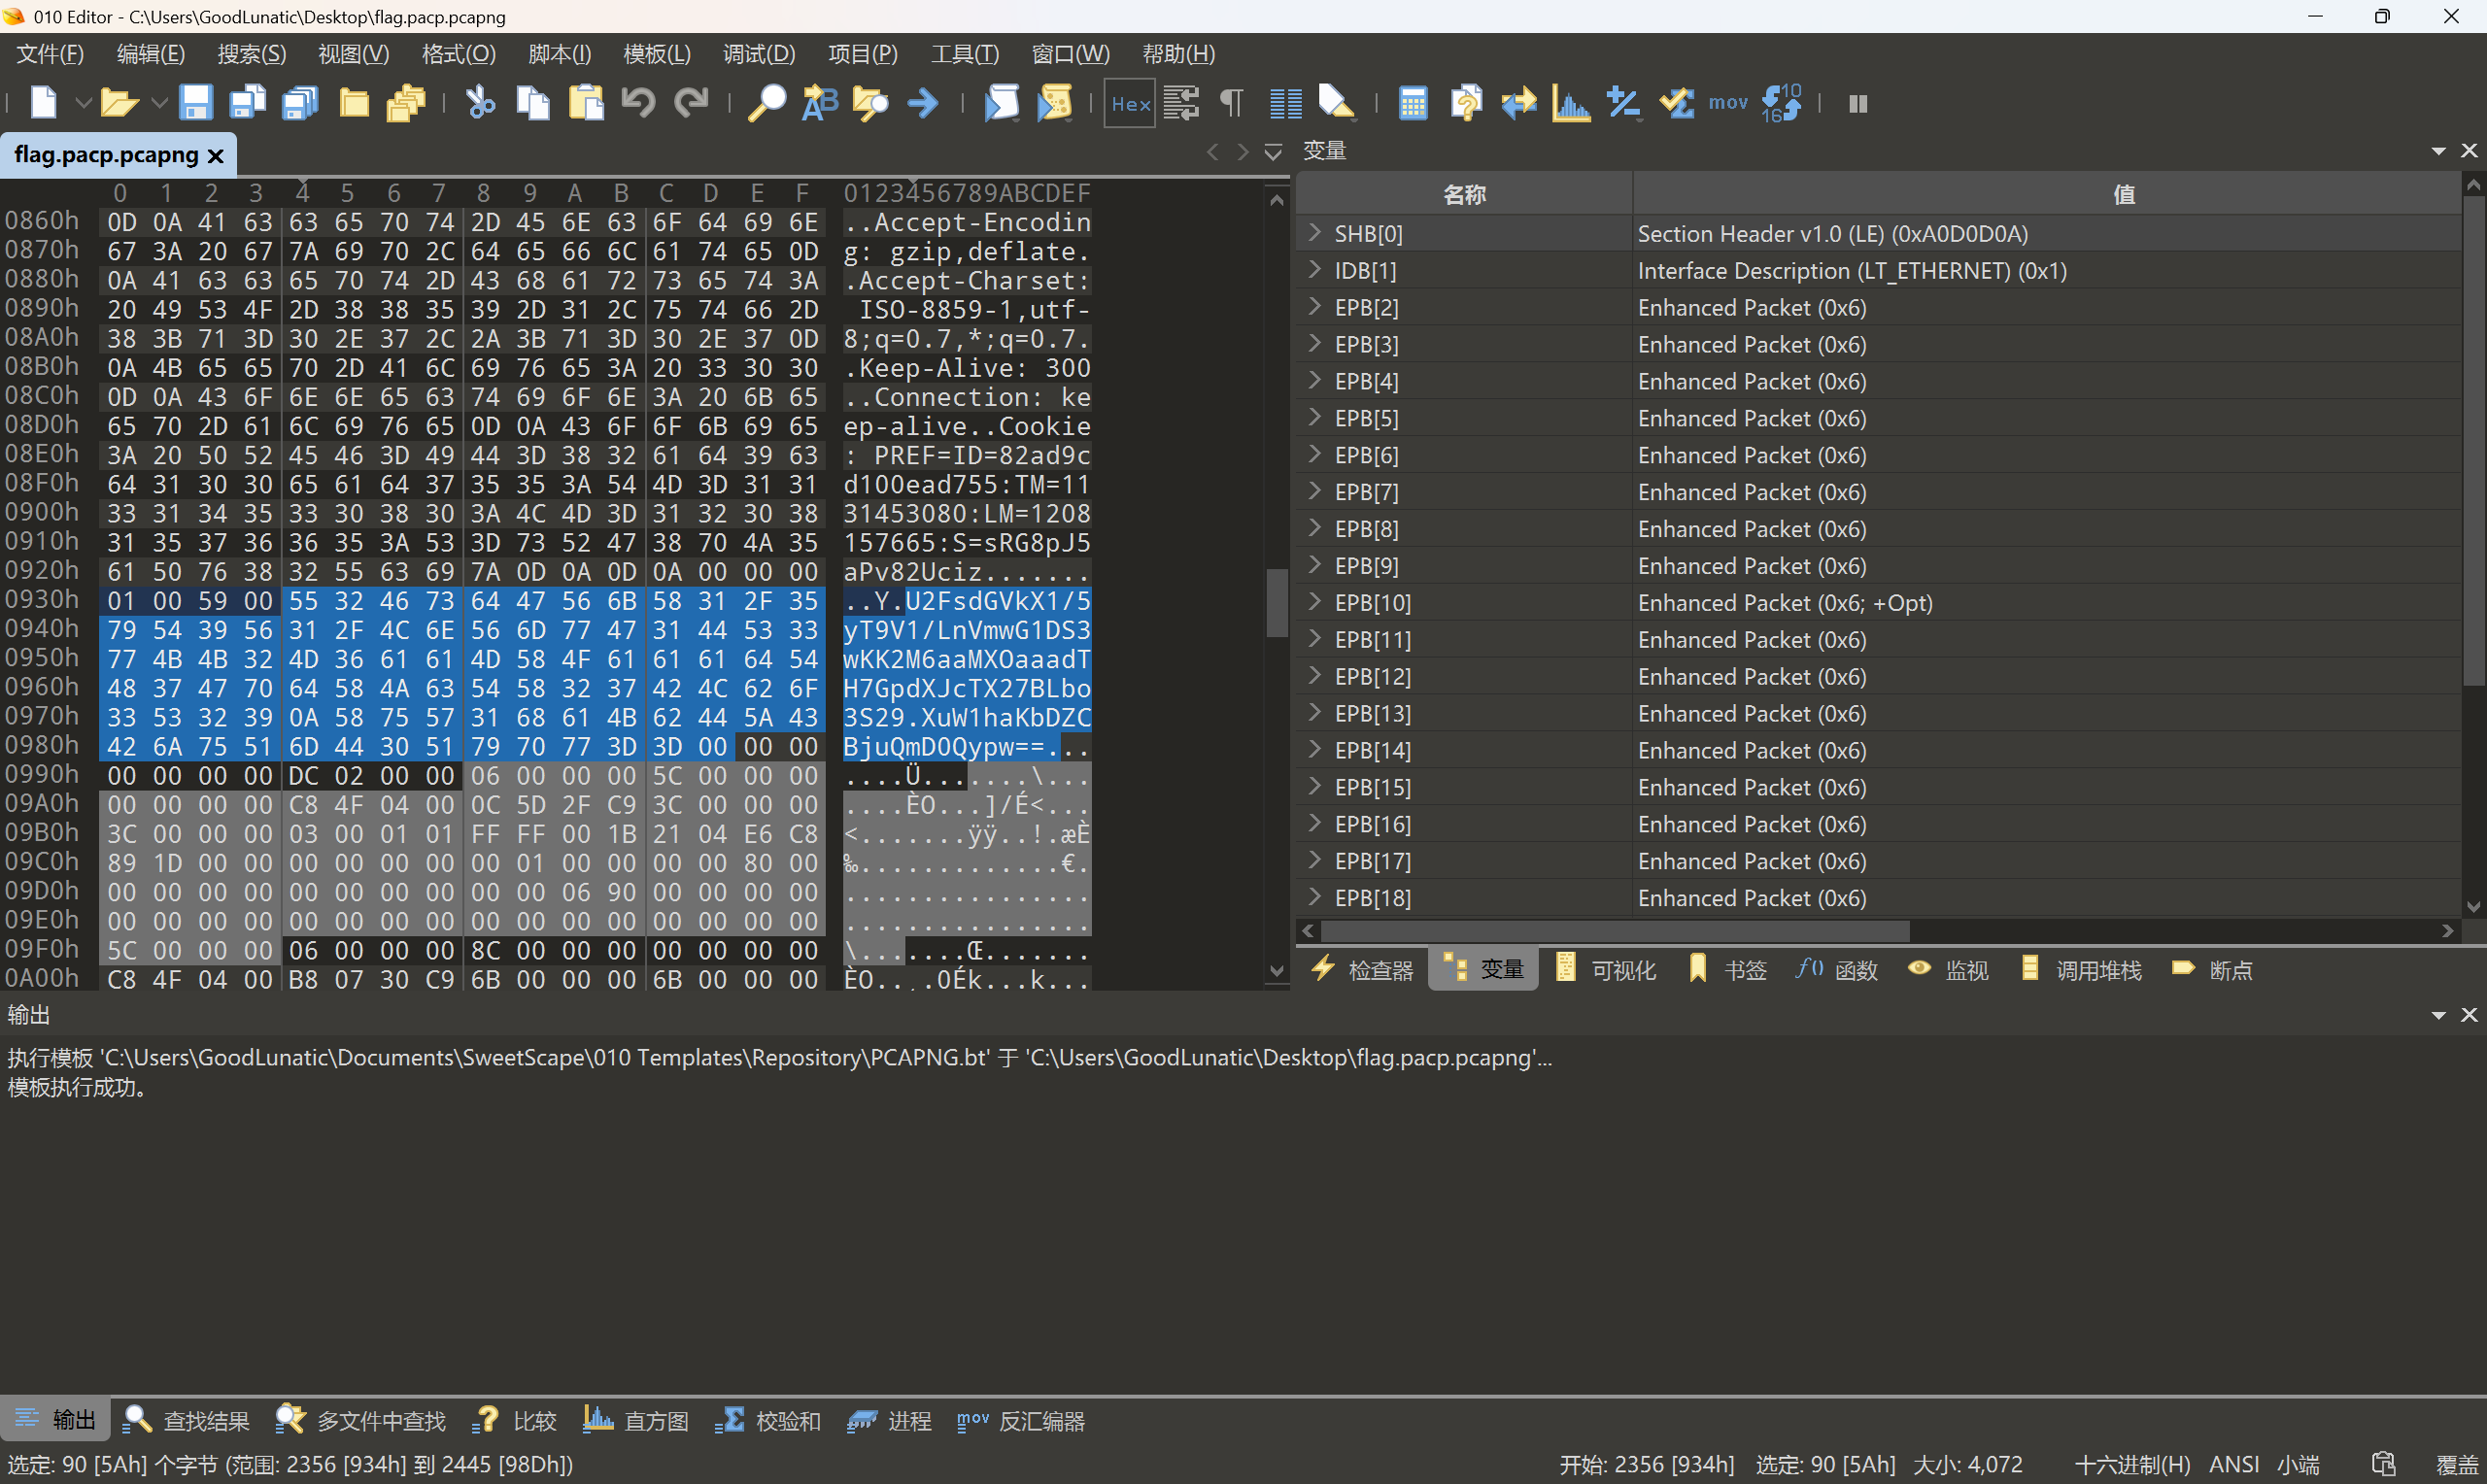 010 Editor - C:\Users\GoodLunatic\Desktop\flag.pacp.pcapng
文件(F) 编辑(E) 搜索(S) 视图(V) 格式(O) 脚本(I) 模板(L) 调试(D) 项目(P) 工具(T) 窗口(W) 帮助(H)
Hex mov 10 16
flag.pacp.pcapng
0 1 2 3 4 5 6 7 8 9 A B C D E F 0123456789ABCDEF
0860h 0D 0A 41 63 63 65 70 74 2D 45 6E 63 6F 64 69 6E ..Accept-Encodin
0870h 67 3A 20 67 7A 69 70 2C 64 65 66 6C 61 74 65 0D g: gzip,deflate.
0880h 0A 41 63 63 65 70 74 2D 43 68 61 72 73 65 74 3A .Accept-Charset:
0890h 20 49 53 4F 2D 38 38 35 39 2D 31 2C 75 74 66 2D ISO-8859-1,utf-
08A0h 38 3B 71 3D 30 2E 37 2C 2A 3B 71 3D 30 2E 37 0D 8;q=0.7,*;q=0.7.
08B0h 0A 4B 65 65 70 2D 41 6C 69 76 65 3A 20 33 30 30 .Keep-Alive: 300
08C0h 0D 0A 43 6F 6E 6E 65 63 74 69 6F 6E 3A 20 6B 65 ..Connection: ke
08D0h 65 70 2D 61 6C 69 76 65 0D 0A 43 6F 6F 6B 69 65 ep-alive..Cookie
08E0h 3A 20 50 52 45 46 3D 49 44 3D 38 32 61 64 39 63 : PREF=ID=82ad9c
08F0h 64 31 30 30 65 61 64 37 35 35 3A 54 4D 3D 31 31 d100ead755:TM=11
0900h 33 31 34 35 33 30 38 30 3A 4C 4D 3D 31 32 30 38 31453080:LM=1208
0910h 31 35 37 36 36 35 3A 53 3D 73 52 47 38 70 4A 35 157665:S=sRG8pJ5
0920h 61 50 76 38 32 55 63 69 7A 0D 0A 0D 0A 00 00 00 aPv82Uciz.......
0930h 01 00 59 00 55 32 46 73 64 47 56 6B 58 31 2F 35 ..Y.U2FsdGVkX1/5
0940h 79 54 39 56 31 2F 4C 6E 56 6D 77 47 31 44 53 33 yT9V1/LnVmwG1DS3
0950h 77 4B 4B 32 4D 36 61 61 4D 58 4F 61 61 61 64 54 wKK2M6aaMXOaaadT
0960h 48 37 47 70 64 58 4A 63 54 58 32 37 42 4C 62 6F H7GpdXJcTX27BLbo
0970h 33 53 32 39 0A 58 75 57 31 68 61 4B 62 44 5A 43 3S29.XuW1haKbDZC
0980h 42 6A 75 51 6D 44 30 51 79 70 77 3D 3D 00 00 00 BjuQmD0Qypw==...
0990h 00 00 00 00 DC 02 00 00 06 00 00 00 5C 00 00 00 ....Ü.......\...
09A0h 00 00 00 00 C8 4F 04 00 0C 5D 2F C9 3C 00 00 00 ....ÈO...]/É<...
09B0h 3C 00 00 00 03 00 01 01 FF FF 00 1B 21 04 E6 C8 <.......ÿÿ..!.æÈ
09C0h 89 1D 00 00 00 00 00 00 00 01 00 00 00 00 80 00 ‰.............€.
09D0h 00 00 00 00 00 00 00 00 00 00 06 90 00 00 00 00 ................
09E0h 00 00 00 00 00 00 00 00 00 00 00 00 00 00 00 00 ................
09F0h 5C 00 00 00 06 00 00 00 8C 00 00 00 00 00 00 00 \.......Œ.......
0A00h C8 4F 04 00 B8 07 30 C9 6B 00 00 00 6B 00 00 00 ÈO..¸.0Ék...k...
变量
名称 值
SHB[0] Section Header v1.0 (LE) (0xA0D0D0A)
IDB[1] Interface Description (LT_ETHERNET) (0x1)
EPB[2] Enhanced Packet (0x6)
EPB[3] Enhanced Packet (0x6)
EPB[4] Enhanced Packet (0x6)
EPB[5] Enhanced Packet (0x6)
EPB[6] Enhanced Packet (0x6)
EPB[7] Enhanced Packet (0x6)
EPB[8] Enhanced Packet (0x6)
EPB[9] Enhanced Packet (0x6)
EPB[10] Enhanced Packet (0x6; +Opt)
EPB[11] Enhanced Packet (0x6)
EPB[12] Enhanced Packet (0x6)
EPB[13] Enhanced Packet (0x6)
EPB[14] Enhanced Packet (0x6)
EPB[15] Enhanced Packet (0x6)
EPB[16] Enhanced Packet (0x6)
EPB[17] Enhanced Packet (0x6)
EPB[18] Enhanced Packet (0x6)
检查器 变量 可视化 书签 函数 监视 调用堆栈 断点
输出
执行模板 'C:\Users\GoodLunatic\Documents\SweetScape\010 Templates\Repository\PCAPNG.bt' 于 'C:\Users\GoodLunatic\Desktop\flag.pacp.pcapng'...
模板执行成功。
输出 查找结果 多文件中查找 比较 直方图 校验和 进程 mov 反汇编器
选定: 90 [5Ah] 个字节 (范围: 2356 [934h] 到 2445 [98Dh]) 开始: 2356 [934h] 选定: 90 [5Ah] 大小: 4,072 十六进制(H) ANSI 小端 覆盖